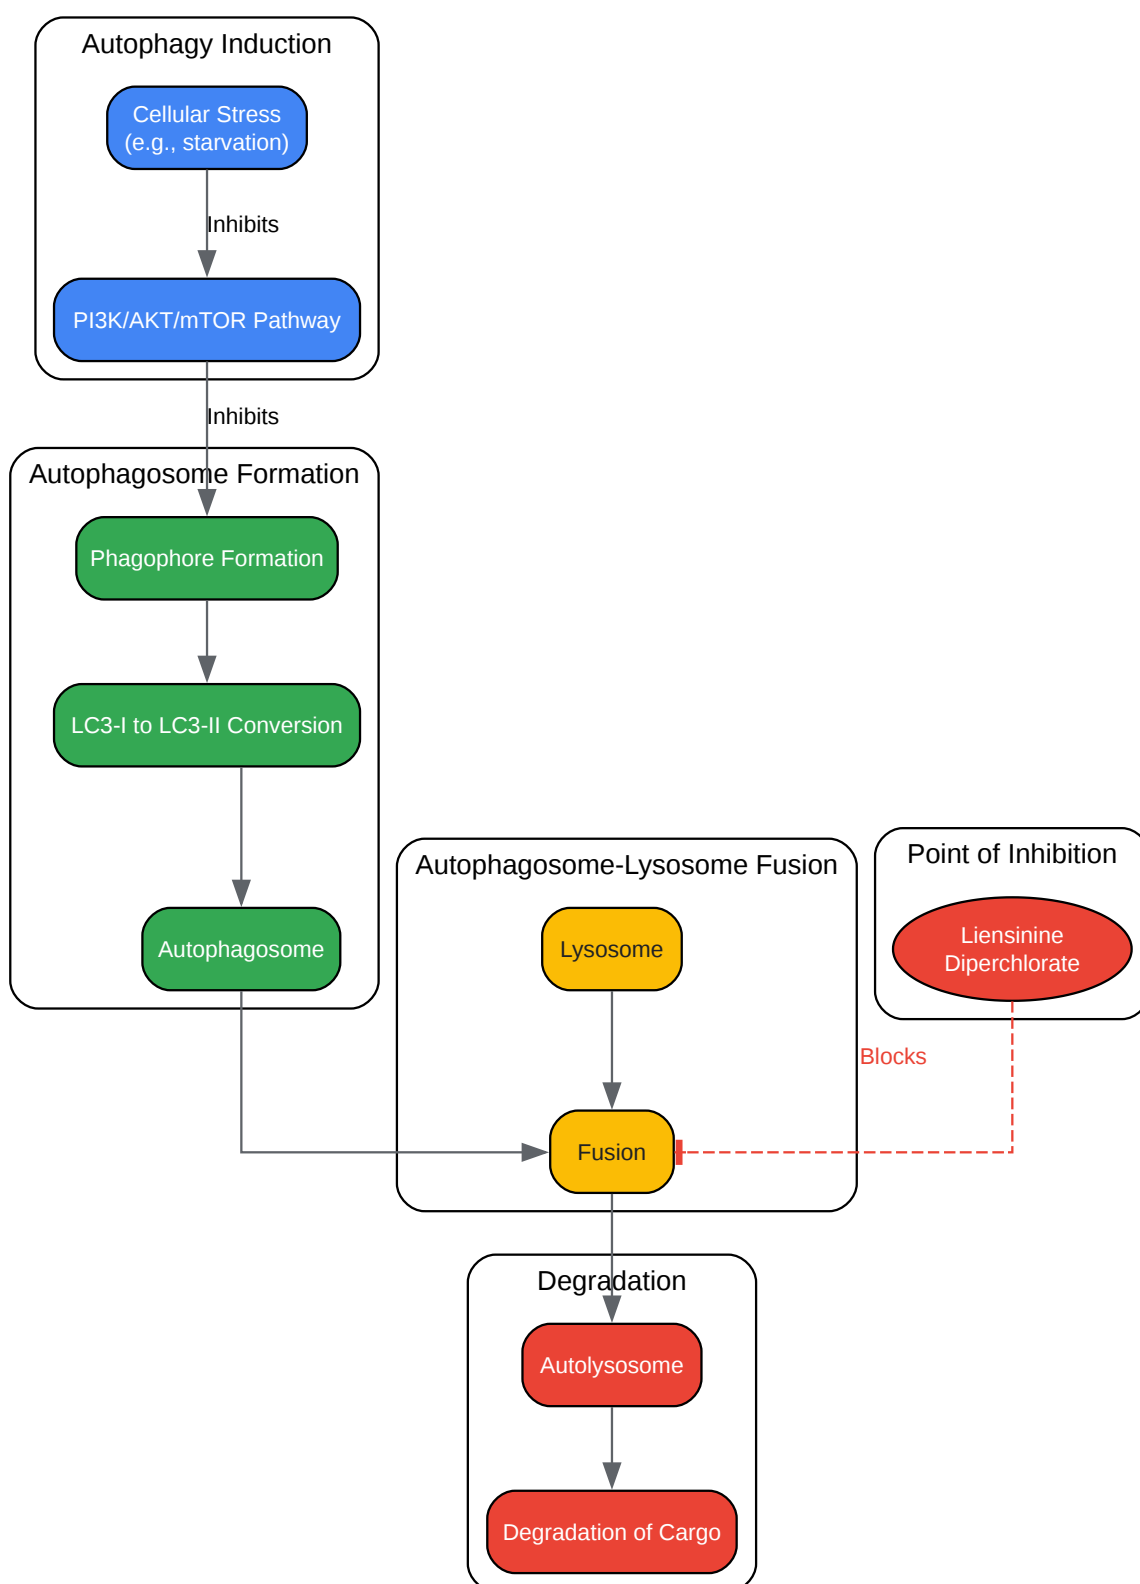 Autophagy Induction
Cellular Stress
(e.g., starvation)
Inhibits
PI3K/AKT/mTOR Pathway
Inhibits
Autophagosome Formation
Phagophore Formation
LC3-I to LC3-II Conversion
Autophagosome
Autophagosome-Lysosome Fusion
Lysosome
Fusion
Point of Inhibition
Liensinine
Diperchlorate
Blocks
Degradation
Autolysosome
Degradation of Cargo